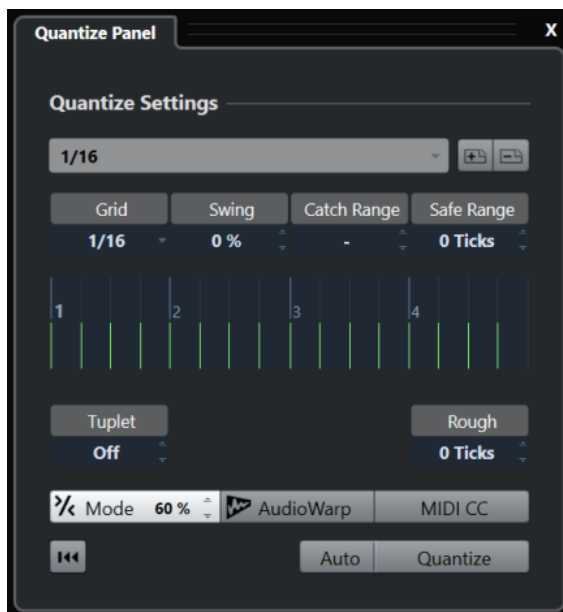 Quantize Panel X
Quantize Settings
1/16
Grid Swing Catch Range Safe Range
1/16 0 % - 0 Ticks
1 2 3 4
Tuplet Rough
Off 0 Ticks
Mode 60 % AudioWarp MIDI CC
Auto Quantize